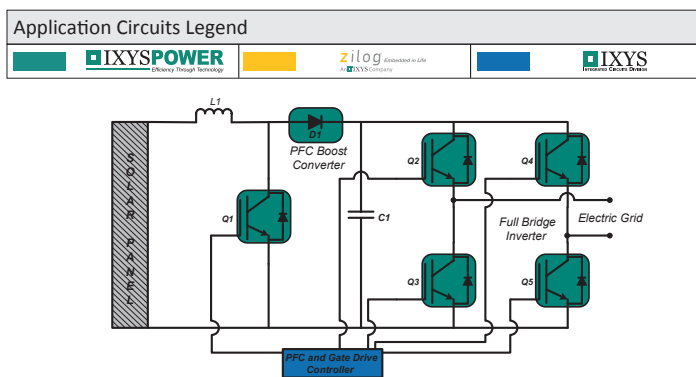 Application Circuits Legend
IXYSPOWER
Efficiency Through Technology
zilog Embedded in Life
An IXYS Company
IXYS
INTEGRATED CIRCUITS DIVISION
L1
D1
PFC Boost
Converter
SOLAR PANEL
Q1
C1
Q2
Q4
Full Bridge
Inverter
Electric Grid
Q3
Q5
PFC and Gate Drive
Controller